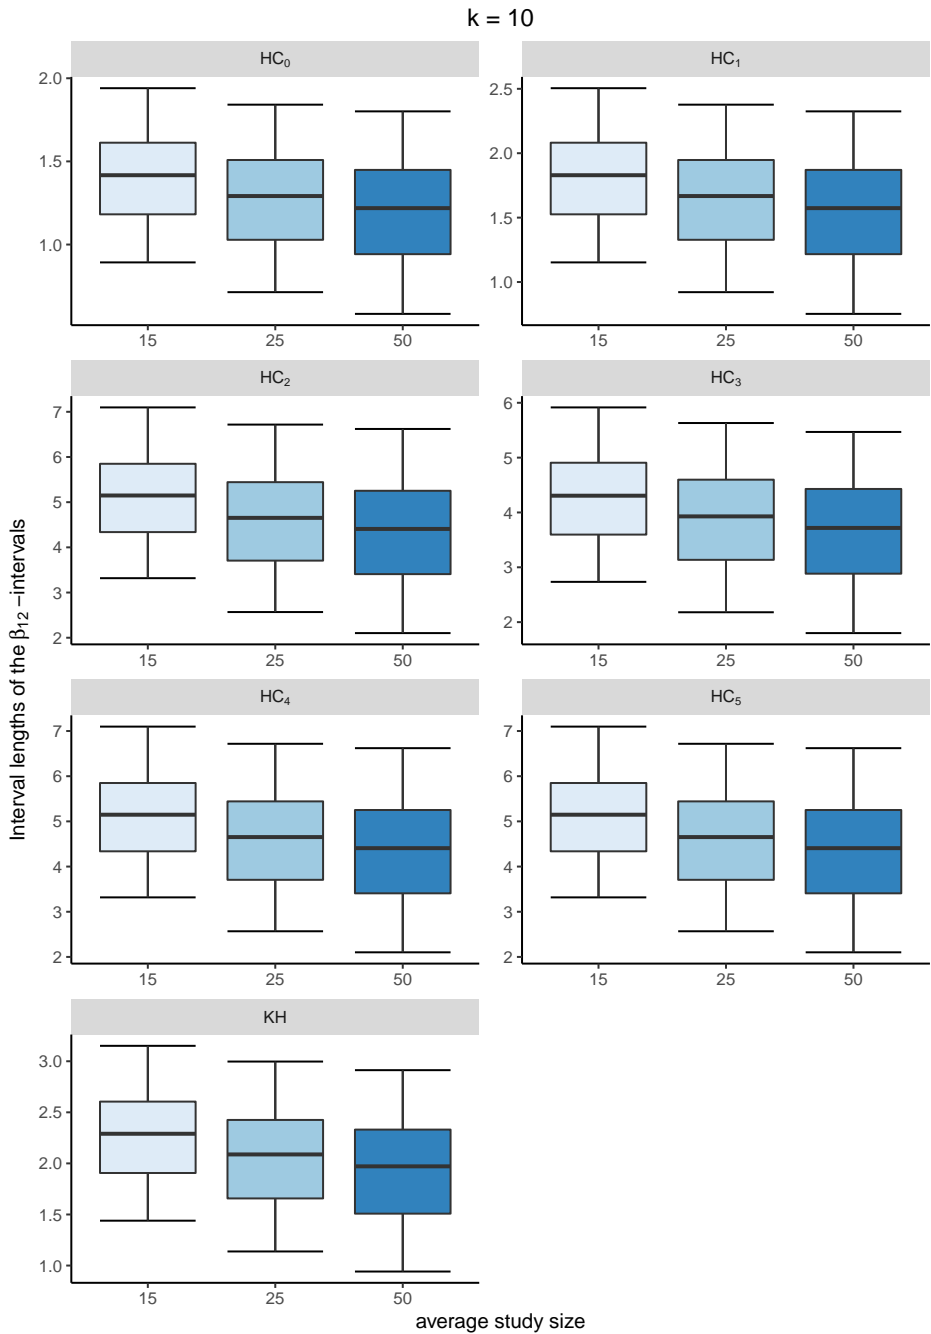 k = 10
HC₀
HC₁
2.0
1.5
1.0
2.5
2.0
1.5
1.0
15 25 50
15 25 50
HC₂
HC₃
7
6
5
4
3
2
6
5
4
3
2
15 25 50
15 25 50
Interval lengths of the β₁₂ −intervals
HC₄
HC₅
7
6
5
4
3
2
7
6
5
4
3
2
15 25 50
15 25 50
KH
3.0
2.5
2.0
1.5
1.0
15 25 50
average study size